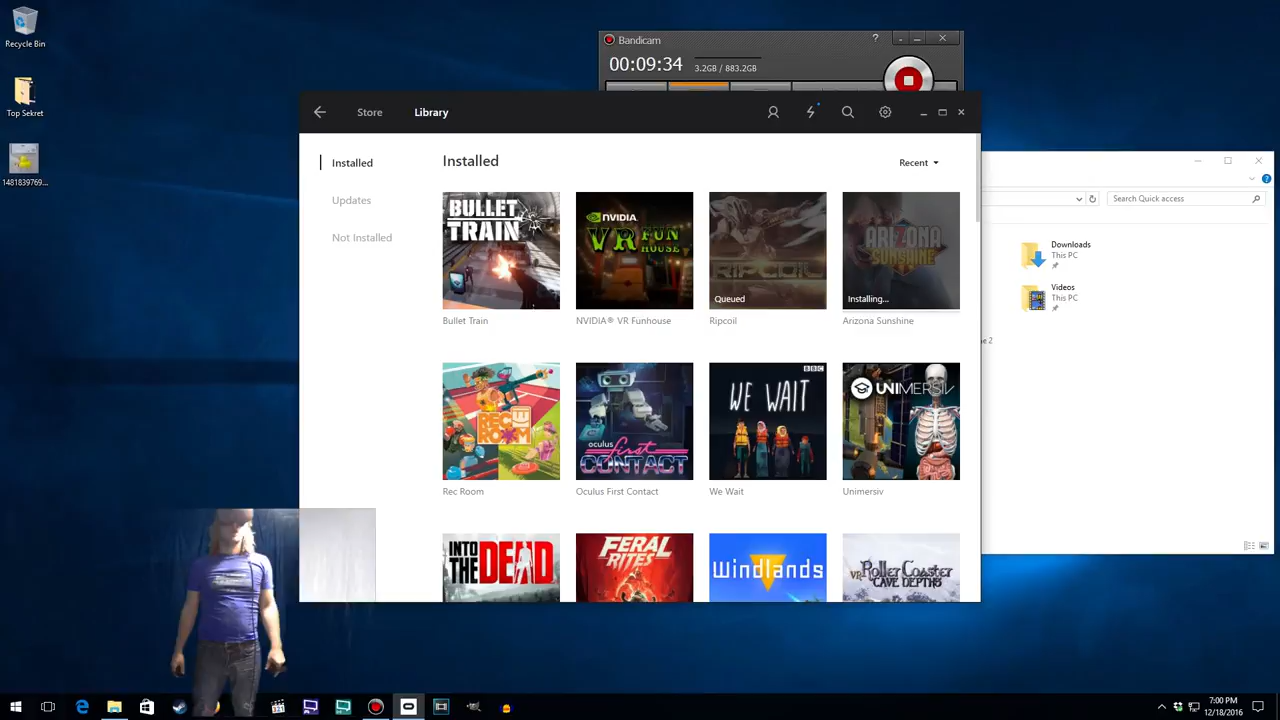 Recycle Bin
Top Sekret
1481839769...
Bandicam
?
00:09:34
3.2GB / 883.2GB
Store
Library
Installed
Updates
Not Installed
Installed
Recent
BULLET
TRAIN
Bullet Train
NVIDIA
VR FUN
HOUSE
NVIDIA® VR Funhouse
RIPCOIL
Queued
Ripcoil
ARIZONA
SUNSHINE
Installing...
Arizona Sunshine
REC
ROOM
Rec Room
oculus
first
CONTACT
Oculus First Contact
BBC
WE WAIT
We Wait
UNIMERSIV
Unimersiv
INTO
THE DEAD
FERAL
RITES
Windlands
VR Roller Coaster
CAVE DEPTHS
Search Quick access
Downloads
This PC
Videos
This PC
e 2
7:00 PM
12/18/2016